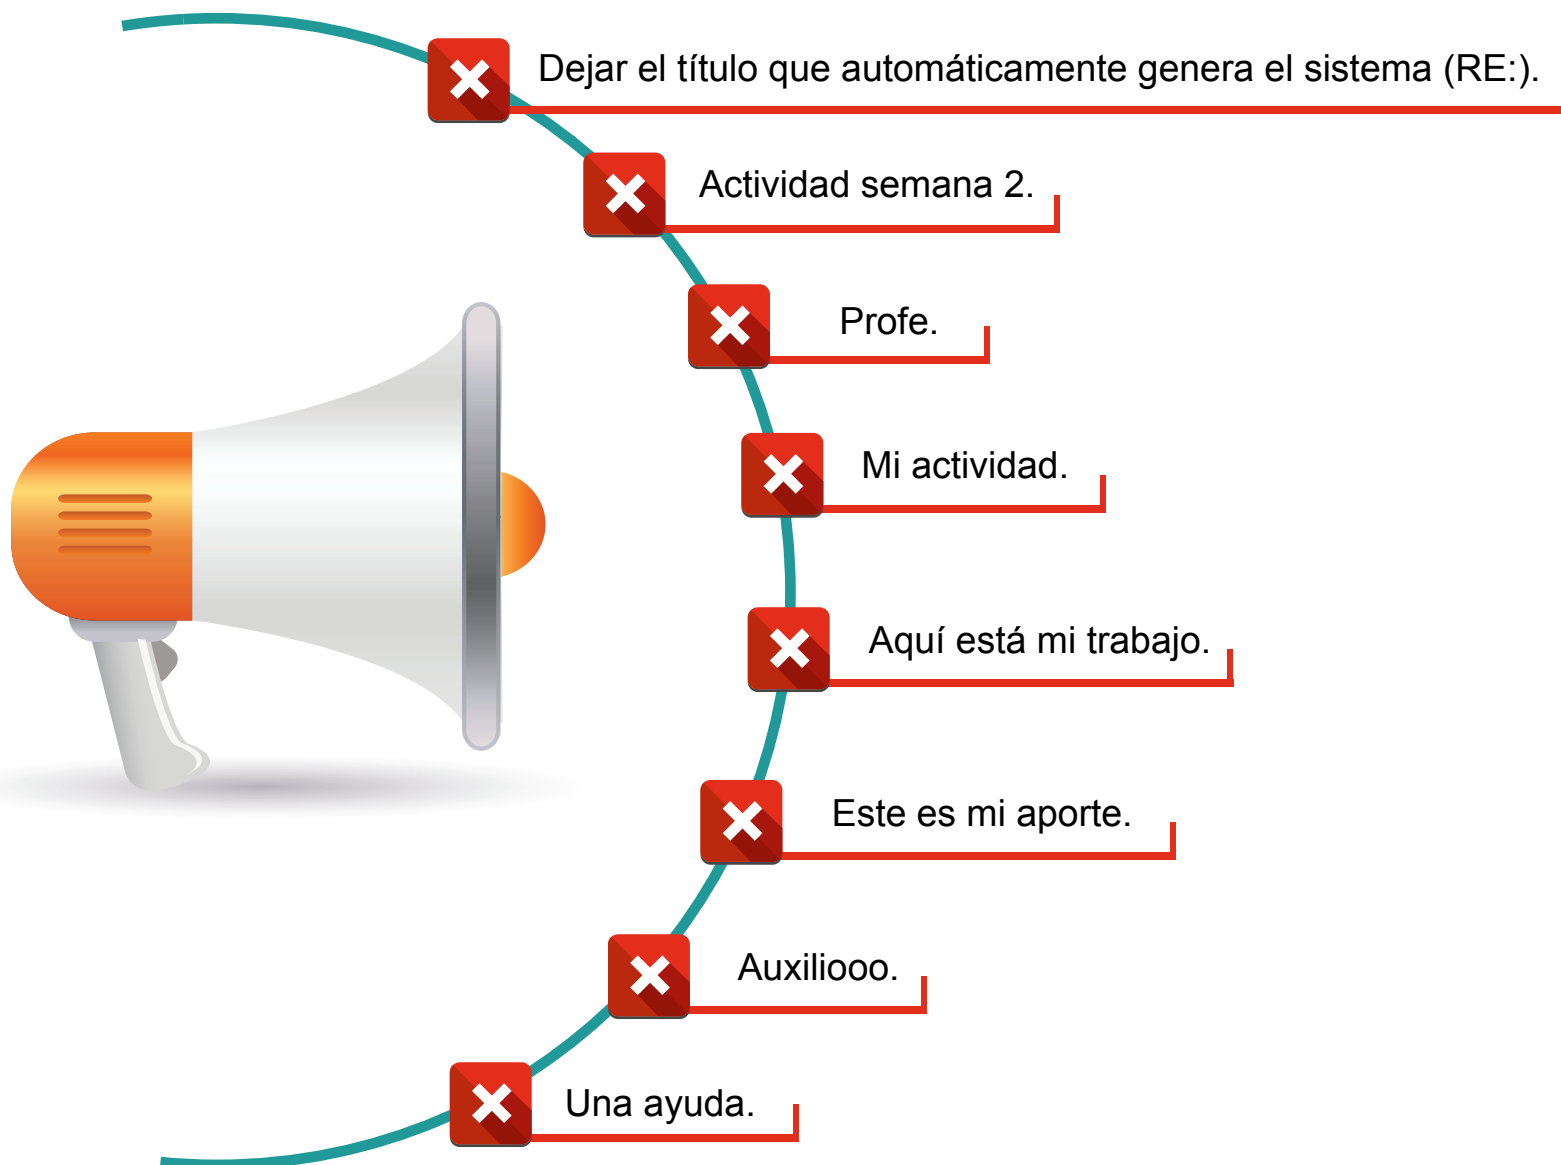 Dejar el título que automáticamente genera el sistema (RE:).
Actividad semana 2.
Profe.
Mi actividad.
Aquí está mi trabajo.
Este es mi aporte.
Auxiliooo.
Una ayuda.